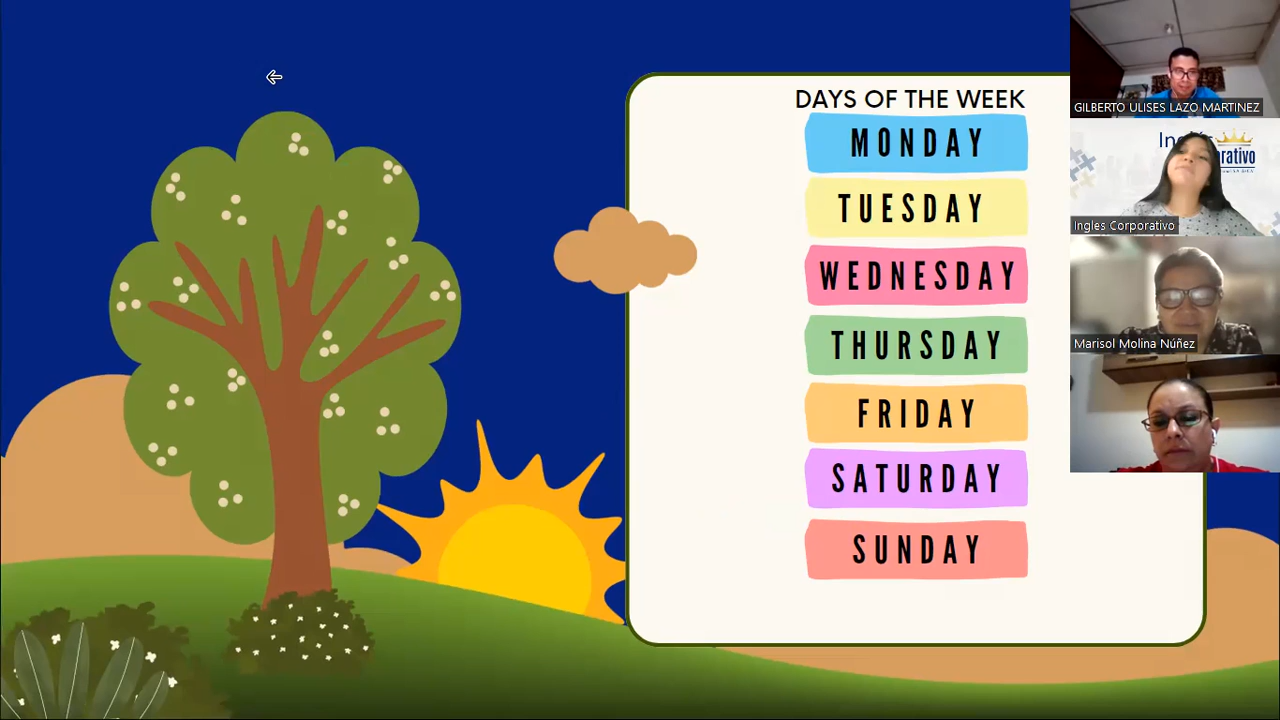 DAYS OF THE WEEK
MONDAY
TUESDAY
WEDNESDAY
THURSDAY
FRIDAY
SATURDAY
SUNDAY
GILBERTO ULISES LAZO MARTINEZ
Ingles Corporativo
Marisol Molina Núñez